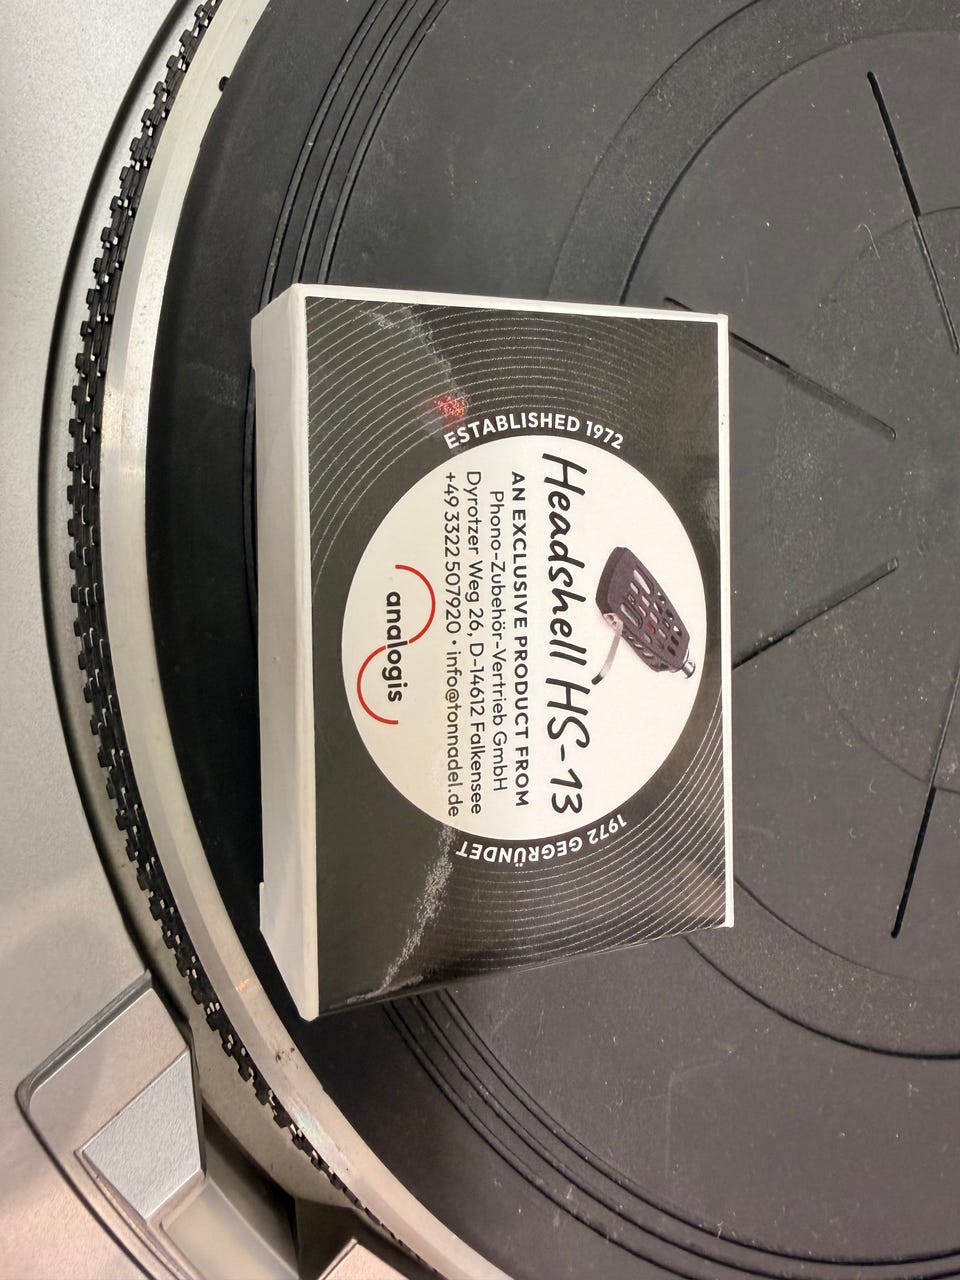 ESTABLISHED 1972
Headshell HS-13
AN EXCLUSIVE PRODUCT FROM
Phono-Zubehör-Vertrieb GmbH
Dyrotzer Weg 26, D-14612 Falkensee
+49 3322 507920 • info@tonnadel.de
analogis
1972 GEGRÜNDET